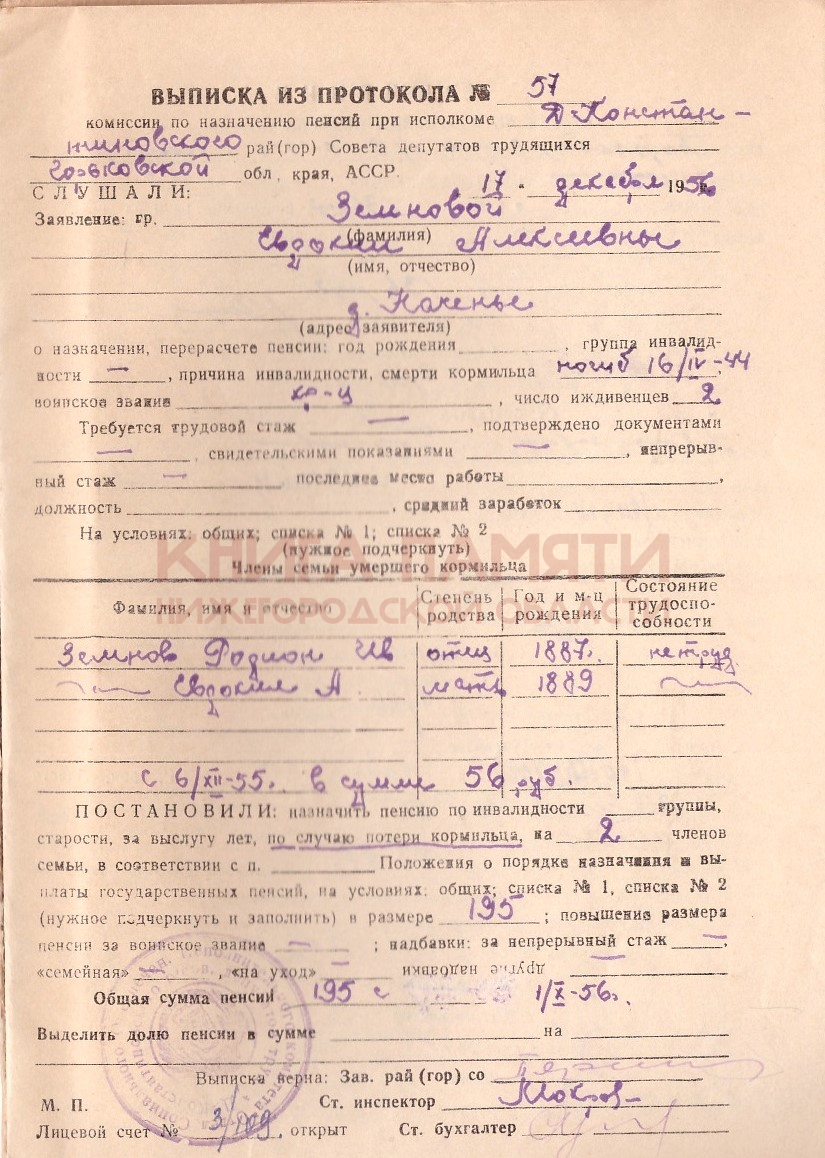 ВЫПИСКА ИЗ ПРОТОКОЛА № 57
комиссии по назначению пенсий при исполкоме Д-Констан-
тиновского рай(гор) Совета депутатов трудящихся
Горьковской обл, края, АССР.
СЛУШАЛИ: 17 " декабря 1956
Заявление: гр. Земновой
(фамилия)
Евдокии Алексеевны
(имя, отчество)
д.
(адрес заявителя)
о назначении, перерасчете пенсии: год рождения , группа инвалид-
ности — , причина инвалидности, смерти кормильца погиб 16/IV-44,
воинское звание кр-ц , число иждивенцев 2
Требуется трудовой стаж — , подтверждено документами
— , свидетельскими показаниями — , непрерыв-
вный стаж — последнее место работы ,
должность , средний заработок
На условиях: общих; списка № 1; списка № 2
(нужное подчеркнуть)
КНИГА ПАМЯТИ
Члены семьи умершего кормильца
НИЖЕГОРОДСКОЙ ОБЛАСТИ
Фамилия, имя и отчество Степень родства Год и м-ц рождения Состояние трудоспо-собности
Земнов Родион Ив отец 1887г. нетруд.
—"— Евдокия А. мать 1889 —"—
с 6/XII-55г. в сумме 56 руб.
ПОСТАНОВИЛИ: назначить пенсию по инвалидности группы,
старости, за выслугу лет, по случаю потери кормильца, на 2 членов
семьи, в соответствии с п. Положения о порядке назначения и вы-
платы государственных пенсий, на условиях: общих; списка № 1, списка № 2
(нужное подчеркнуть и заполнить) в размере 195 ; повышение размера
пенсии за воинское звание — ; надбавки: за непрерывный стаж — ,
«семейная» — , «на уход» — другие надбавки —
Общая сумма пенсий 195 с 1/X-56г.
Выделить долю пенсии в сумме на
Выписка верна: Зав. рай(гор) со
М. П. Ст. инспектор
Лицевой счет № 3/109, открыт Ст. бухгалтер